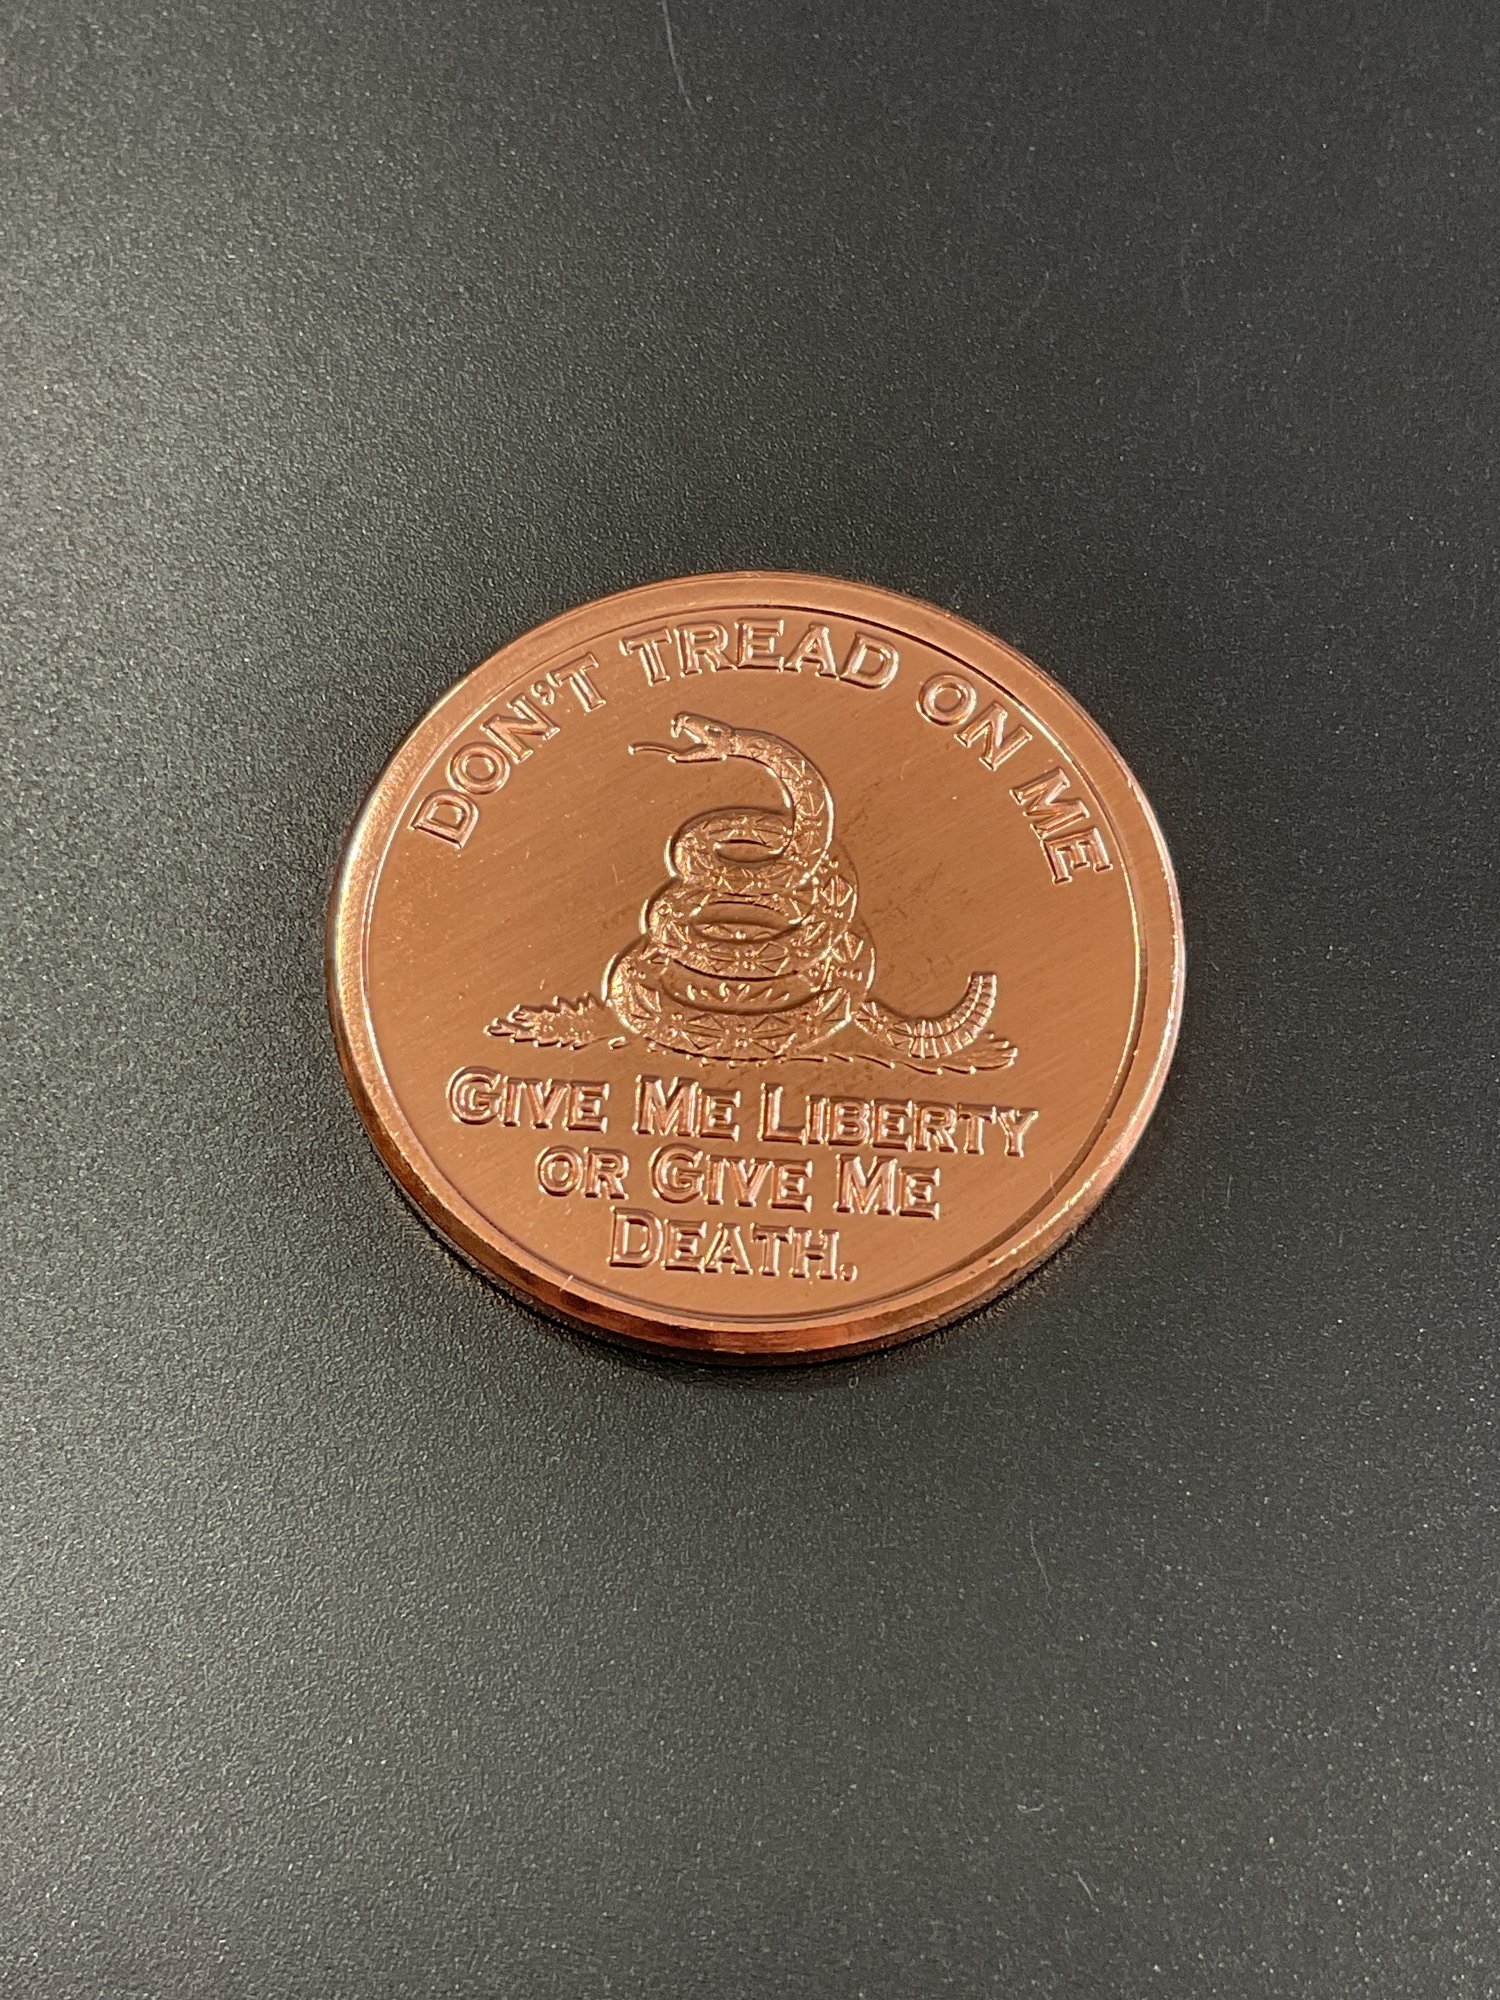 DON'T TREAD ON ME
GIVE ME LIBERTY
OR GIVE ME
DEATH.